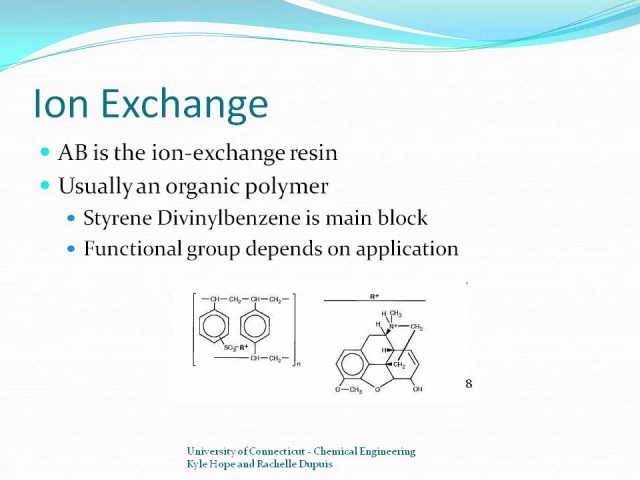 Ion Exchange
AB is the ion-exchange resin
Usually an organic polymer
Styrene Divinylbenzene is main block
Functional group depends on application
CH CH₂ CH CH₂
SO₃-R⁺
CH CH₂
n
R⁺
H CH₃
H N⁺ CH₂
H
CH₂
O CH₃ O OH
8
University of Connecticut - Chemical Engineering
Kyle Hope and Rachelle Dupuis